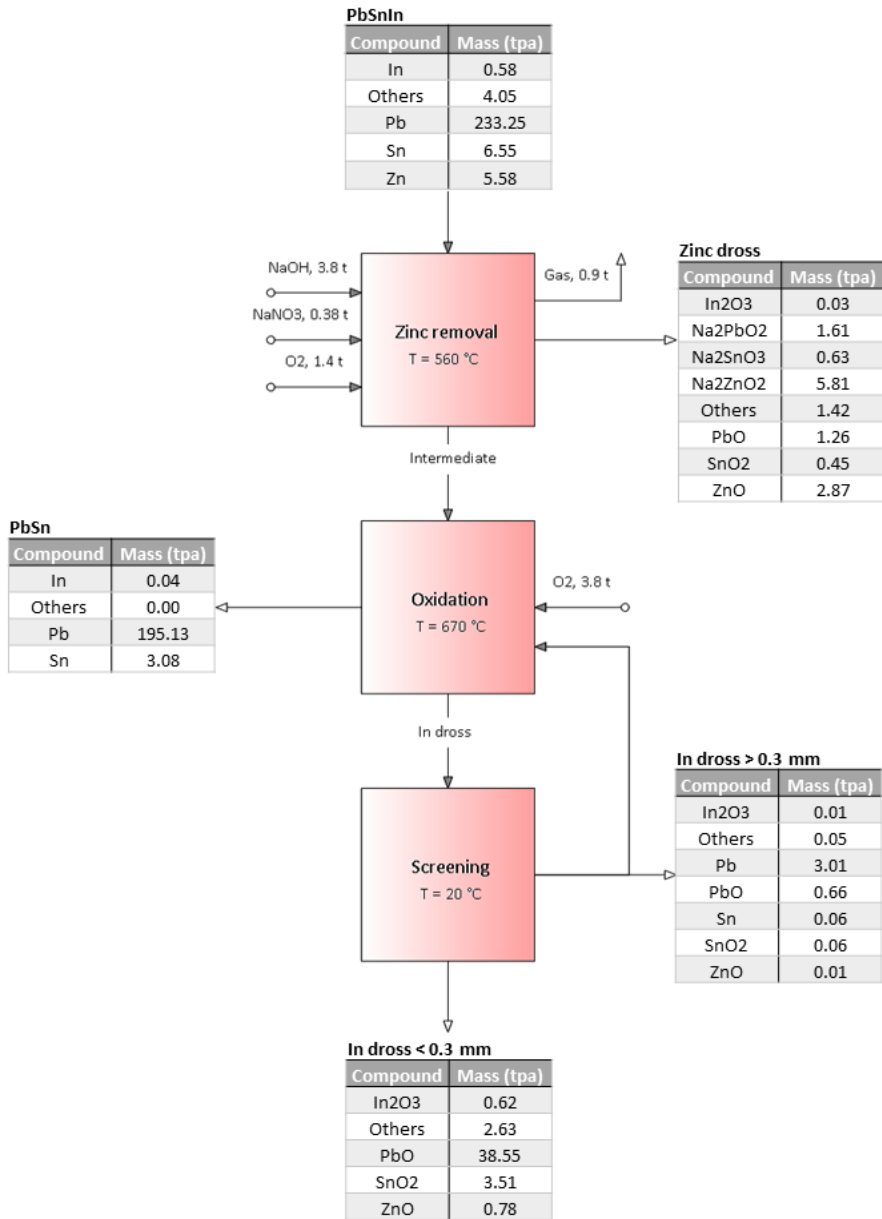 PbSnIn
Compound Mass (tpa)
In 0.58
Others 4.05
Pb 233.25
Sn 6.55
Zn 5.58
NaOH, 3.8 t
NaNO3, 0.38 t
O2, 1.4 t
Zinc removal
T = 560 °C
Gas, 0.9 t
Zinc dross
Compound Mass (tpa)
In2O3 0.03
Na2PbO2 1.61
Na2SnO3 0.63
Na2ZnO2 5.81
Others 1.42
PbO 1.26
SnO2 0.45
ZnO 2.87
Intermediate
PbSn
Compound Mass (tpa)
In 0.04
Others 0.00
Pb 195.13
Sn 3.08
Oxidation
T = 670 °C
O2, 3.8 t
In dross
Screening
T = 20 °C
In dross > 0.3 mm
Compound Mass (tpa)
In2O3 0.01
Others 0.05
Pb 3.01
PbO 0.66
Sn 0.06
SnO2 0.06
ZnO 0.01
In dross < 0.3 mm
Compound Mass (tpa)
In2O3 0.62
Others 2.63
PbO 38.55
SnO2 3.51
ZnO 0.78